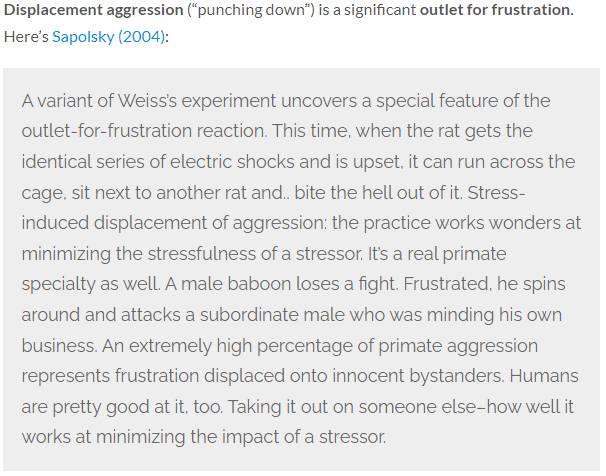 Displacement aggression (“punching down”) is a significant outlet for frustration.
Here’s Sapolsky (2004):
A variant of Weiss’s experiment uncovers a special feature of the
outlet-for-frustration reaction. This time, when the rat gets the
identical series of electric shocks and is upset, it can run across the
cage, sit next to another rat and.. bite the hell out of it. Stress-
induced displacement of aggression: the practice works wonders at
minimizing the stressfulness of a stressor. It’s a real primate
specialty as well. A male baboon loses a fight. Frustrated, he spins
around and attacks a subordinate male who was minding his own
business. An extremely high percentage of primate aggression
represents frustration displaced onto innocent bystanders. Humans
are pretty good at it, too. Taking it out on someone else–how well it
works at minimizing the impact of a stressor.